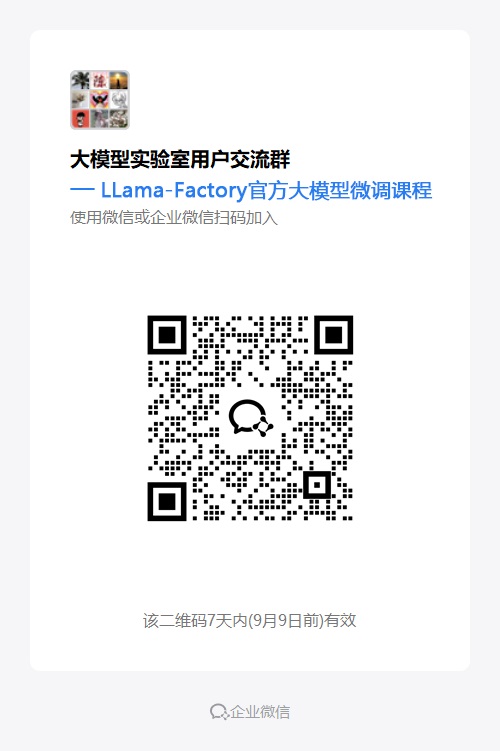 大模型实验室用户交流群
— LLama-Factory官方大模型微调课程
使用微信或企业微信扫码加入
该二维码7天内(9月9日前)有效
企业微信